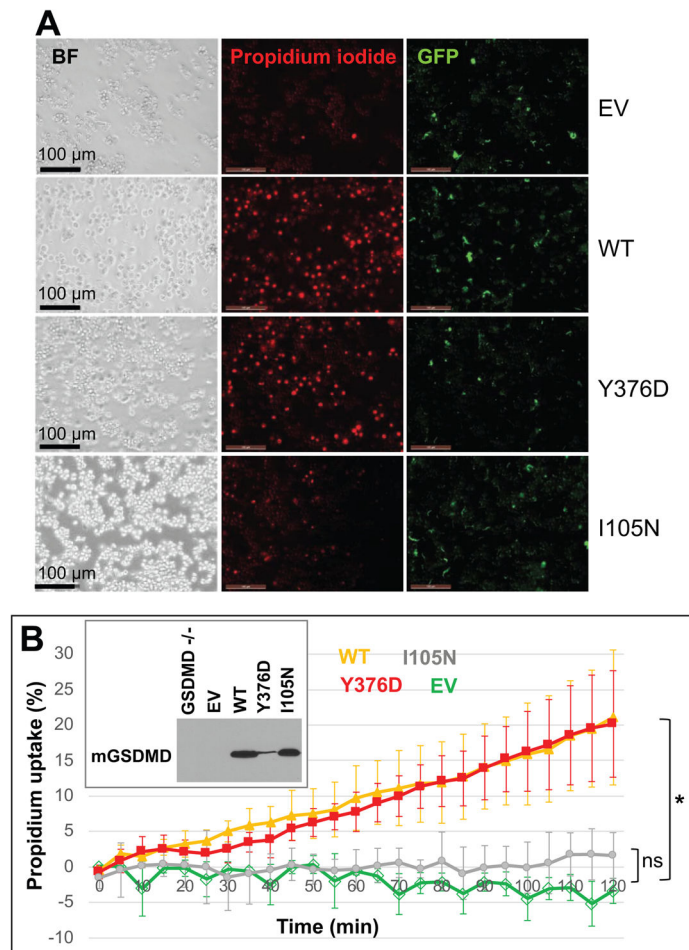 A
BF
Propidium iodide
GFP
EV
100 µm
WT
100 µm
Y376D
100 µm
I105N
100 µm
B
GSDMD -/-
EV
WT
Y376D
I105N
mGSDMD
WT
I105N
Y376D
EV
Propidium uptake (%)
30
25
20
15
10
5
0
-5
-10
0 10 20 30 40 50 60 70 80 90 100 110 120
Time (min)
*
ns